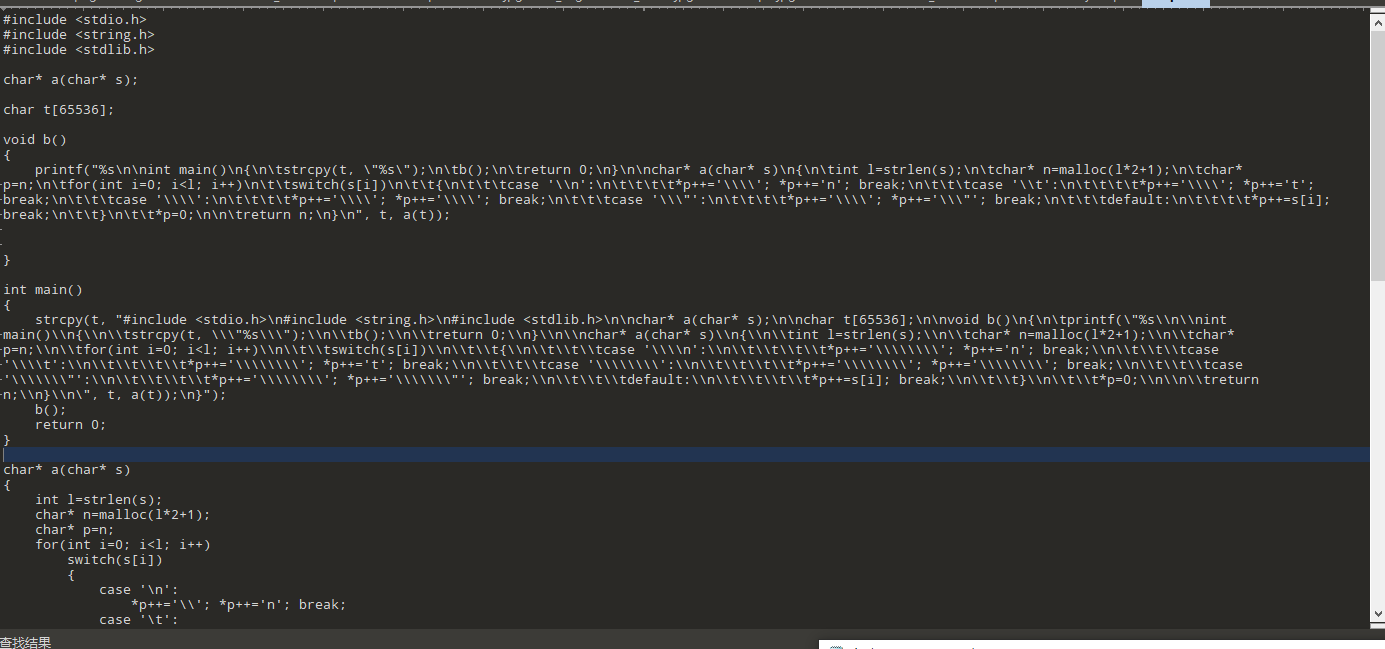 #include <stdio.h>
#include <string.h>
#include <stdlib.h>

char* a(char* s);

char t[65536];

void b()
{
    printf("%s\n\nint main()\n{\n\tstrcpy(t, \"%s\");\n\tb();\n\treturn 0;\n}\n\nchar* a(char* s)\n{\n\tint l=strlen(s);\n\tchar* n=malloc(l*2+1);\n\tchar*
p=n;\n\tfor(int i=0; i<l; i++)\n\t\tswitch(s[i])\n\t\t{\n\t\t\tcase '\\n':\n\t\t\t\t*p++='\\\\'; *p++='n'; break;\n\t\t\tcase '\\t':\n\t\t\t\t*p++='\\\\'; *p++='t';
break;\n\t\t\tcase '\\\\':\n\t\t\t\t*p++='\\\\'; *p++='\\\\'; break;\n\t\t\tcase '\\\"':\n\t\t\t\t*p++='\\\\'; *p++='\\\"'; break;\n\t\t\tdefault:\n\t\t\t\t*p++=s[i];
break;\n\t\t}\n\t\t*p=0;\n\n\treturn n;\n}\n", t, a(t));
}

int main()
{
    strcpy(t, "#include <stdio.h>\n#include <string.h>\n#include <stdlib.h>\n\nchar* a(char* s);\n\nchar t[65536];\n\nvoid b()\n{\n\tprintf(\"%s\\n\\nint
main()\\n{\\n\\tstrcpy(t, \\\"%s\\\");\\n\\tb();\\n\\treturn 0;\\n}\\n\\nchar* a(char* s)\\n{\\n\\tint l=strlen(s);\\n\\tchar* n=malloc(l*2+1);\\n\\tchar*
p=n;\\n\\tfor(int i=0; i<l; i++)\\n\\t\\tswitch(s[i])\\n\\t\\t{\\n\\t\\t\\tcase '\\\\n':\\n\\t\\t\\t\\t*p++='\\\\\\\\'; *p++='n'; break;\\n\\t\\t\\tcase
'\\\\t':\\n\\t\\t\\t\\t*p++='\\\\\\\\'; *p++='t'; break;\\n\\t\\t\\tcase '\\\\\\\\':\\n\\t\\t\\t\\t*p++='\\\\\\\\'; *p++='\\\\\\\\'; break;\\n\\t\\t\\tcase
'\\\\\\\"':\\n\\t\\t\\t\\t*p++='\\\\\\\\'; *p++='\\\\\\\"'; break;\\n\\t\\t\\tdefault:\\n\\t\\t\\t\\t*p++=s[i]; break;\\n\\t\\t}\\n\\t\\t*p=0;\\n\\n\\treturn
n;\\n}\\n\", t, a(t));\n}");
    b();
    return 0;
}

char* a(char* s)
{
    int l=strlen(s);
    char* n=malloc(l*2+1);
    char* p=n;
    for(int i=0; i<l; i++)
        switch(s[i])
        {
            case '\n':
                *p++='\\'; *p++='n'; break;
            case '\t':
查找结果